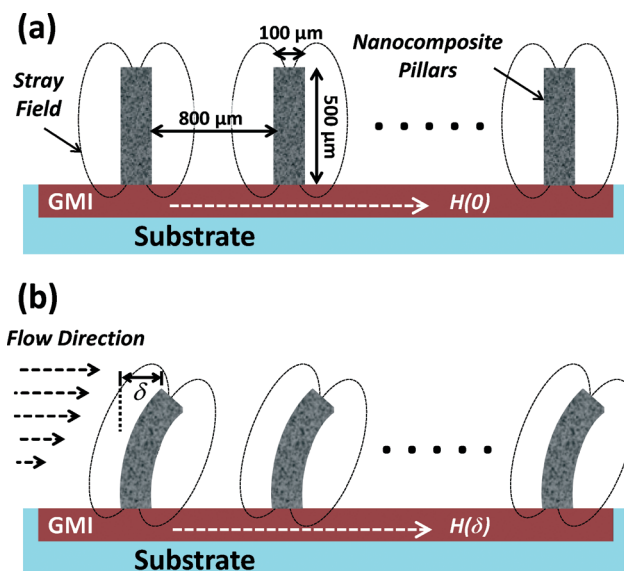 (a)
100 µm
Nanocomposite
Pillars
Stray
Field
800 µm
500 µm
GMI
H(0)
Substrate
(b)
Flow Direction
δ
GMI
H(δ)
Substrate